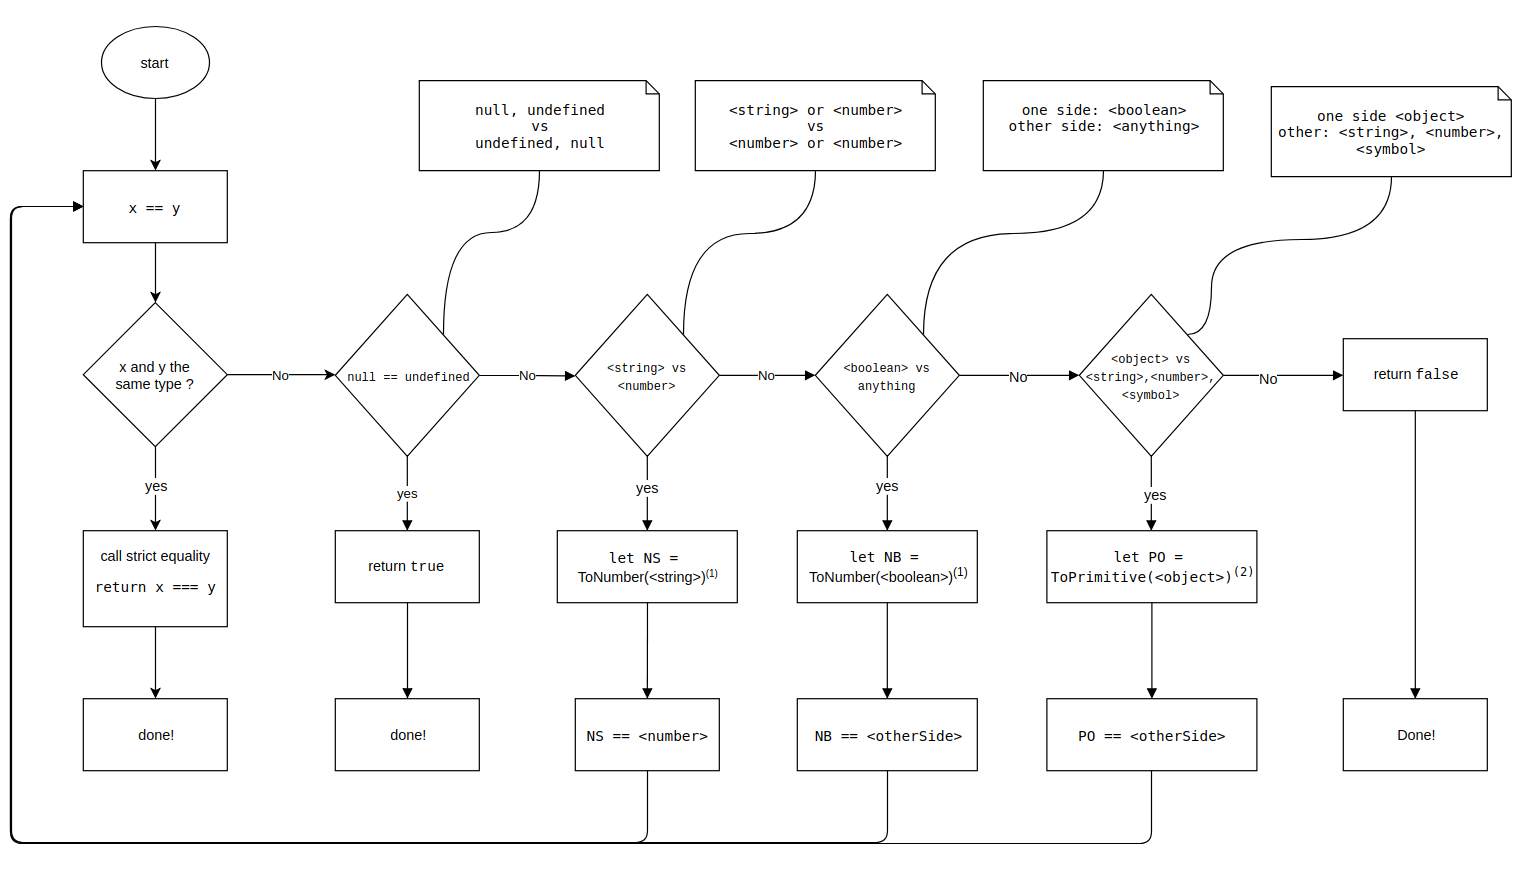 start
null, undefined
vs
undefined, null
<string> or <number>
vs
<number> or <number>
one side: <boolean>
other side: <anything>
one side <object>
other: <string>, <number>,
<symbol>
x == y
x and y the
same type ?
No
null == undefined
No
<string> vs
<number>
No
<boolean> vs
anything
No
<object> vs
<string>,<number>,
<symbol>
No
return false
yes
yes
yes
yes
yes
call strict equality
return x === y
return true
let NS =
ToNumber(<string>)(1)
let NB =
ToNumber(<boolean>)(1)
let PO =
ToPrimitive(<object>)(2)
done!
done!
NS == <number>
NB == <otherSide>
PO == <otherSide>
Done!